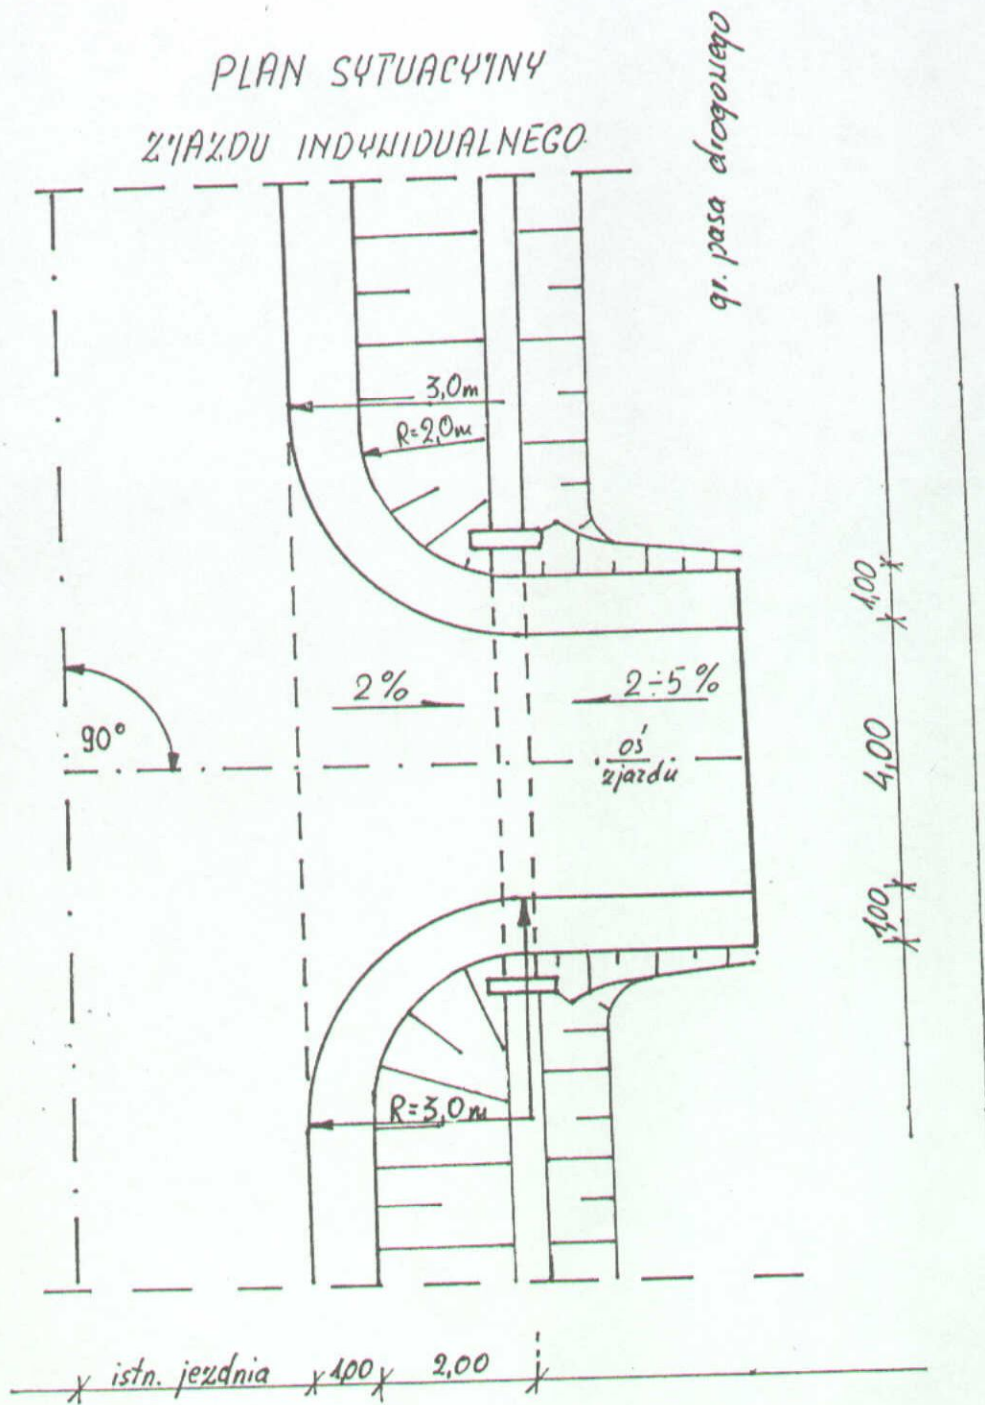 PLAN SYTUACYJNY
ZJAZDU INDYWIDUALNEGO
gr. pasa drogowego
3,0m
R=2,0m
1,00
2%
2÷5%
90°
oś
zjazdu
4,00
1,00
R=3,0m
istn. jezdnia
1,00
2,00